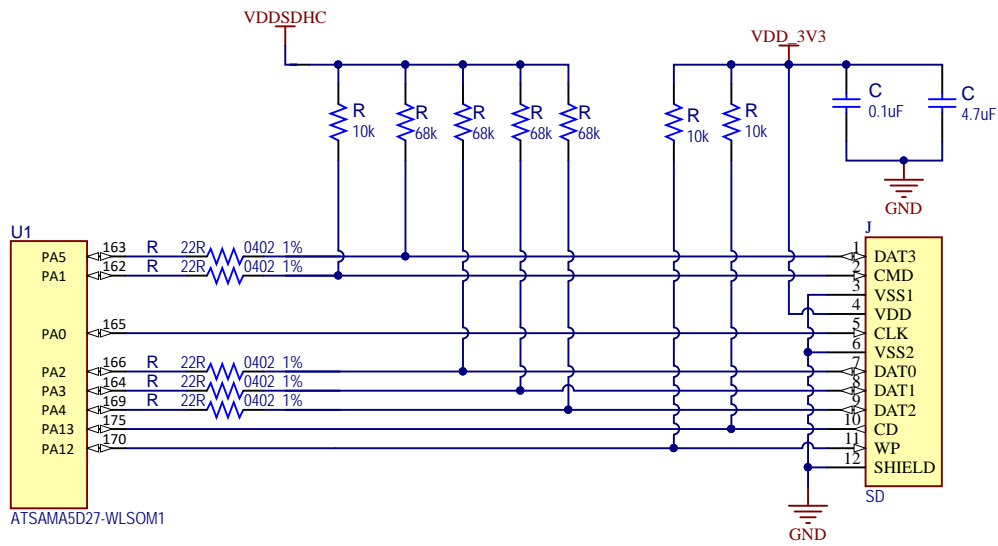 VDDSDHC
VDD_3V3
R 10k
R 68k
R 68k
R 68k
R 68k
R 10k
R 10k
C 0.1uF
C 4.7uF
GND
U1
J
PA5 163 R 22R 0402 1% 1 DAT3
PA1 162 R 22R 0402 1% 2 CMD
3 VSS1
4 VDD
PA0 165 5 CLK
6 VSS2
PA2 166 R 22R 0402 1% 7 DAT0
PA3 164 R 22R 0402 1% 8 DAT1
PA4 169 R 22R 0402 1% 9 DAT2
PA13 175 10 CD
PA12 170 11 WP
12 SHIELD
SD
ATSAMA5D27-WLSOM1
GND